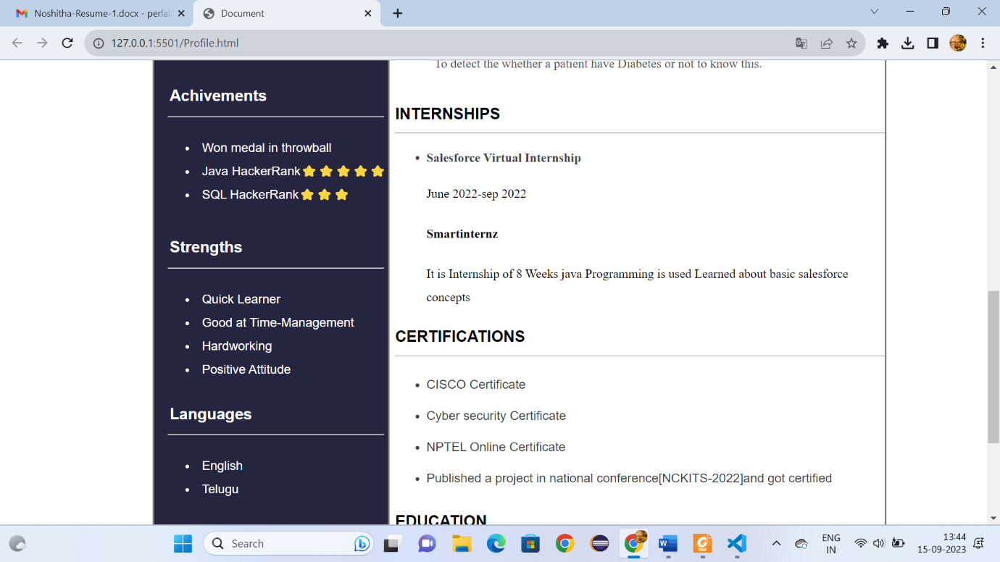 Noshitha-Resume-1.docx - perla
Document
127.0.0.1:5501/Profile.html
Achivements
Won medal in throwball
Java HackerRank⭐ ⭐ ⭐ ⭐ ⭐
SQL HackerRank⭐ ⭐ ⭐
Strengths
Quick Learner
Good at Time-Management
Hardworking
Positive Attitude
Languages
English
Telugu
To detect the whether a patient have Diabetes or not to know this.
INTERNSHIPS
Salesforce Virtual Internship
June 2022-sep 2022
Smartinternz
It is Internship of 8 Weeks java Programming is used Learned about basic salesforce
concepts
CERTIFICATIONS
CISCO Certificate
Cyber security Certificate
NPTEL Online Certificate
Published a project in national conference[NCKITS-2022]and got certified
EDUCATION
Search
ENG
IN
13:44
15-09-2023